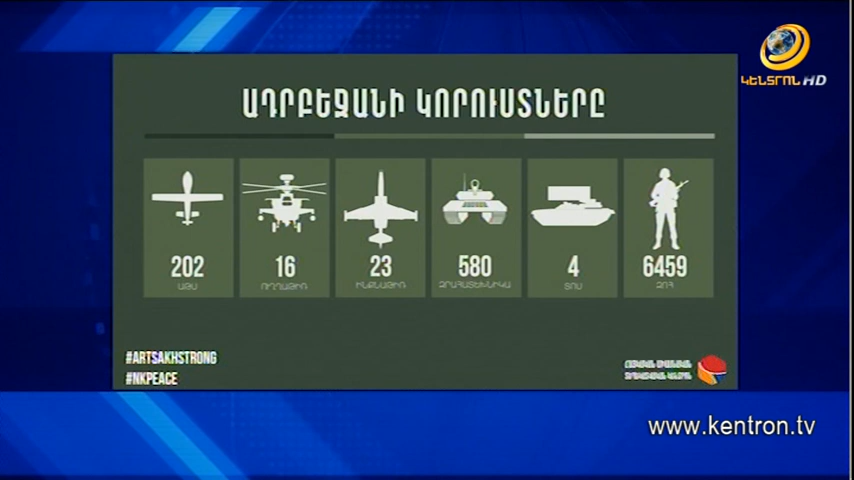 ԿԵՆՏՐՈՆ HD
ԱԴՐԲԵՋԱՆԻ ԿՈՐՈՒՍՏՆԵՐԸ
202
ԱԹՍ
16
ՈՒՂՂԱԹԻՌ
23
ԻՆՔՆԱԹԻՌ
580
ԶՐԱՀԱՏԵԽՆԻԿԱ
4
ՏՈՍ
6459
ԶՈՀ
#ARTSAKHSTRONG
#NKPEACE
www.kentron.tv